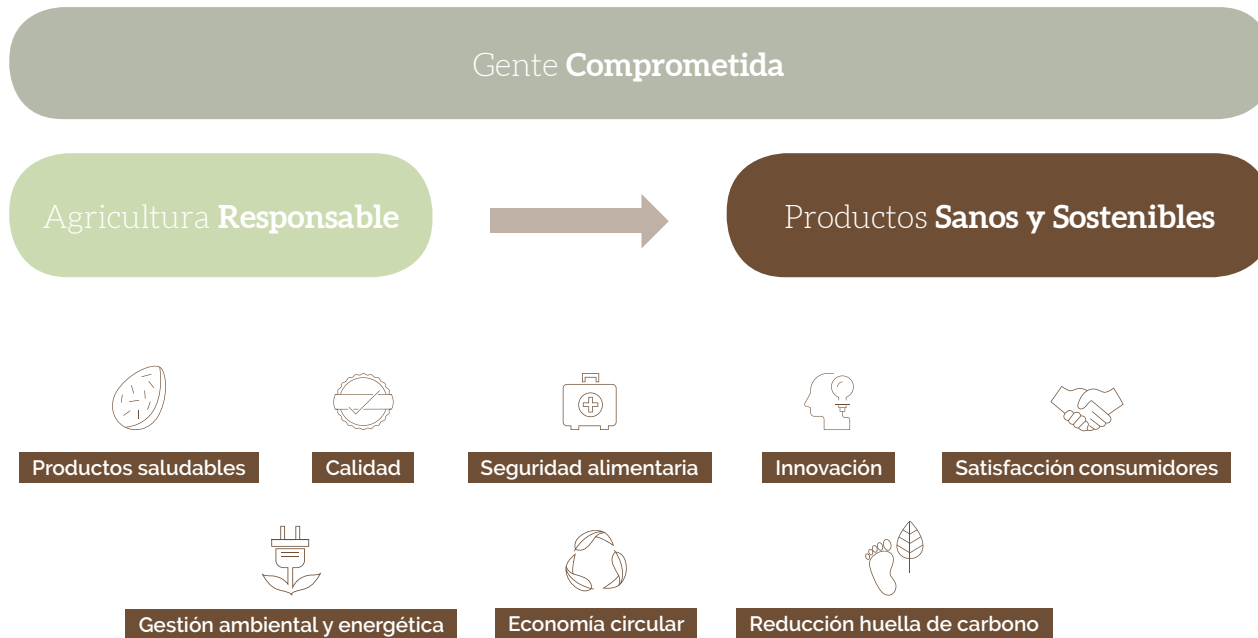 Gente Comprometida
Agricultura Responsable
Productos Sanos y Sostenibles
Productos saludables
Calidad
Seguridad alimentaria
Innovación
Satisfacción consumidores
Gestión ambiental y energética
Economía circular
Reducción huella de carbono